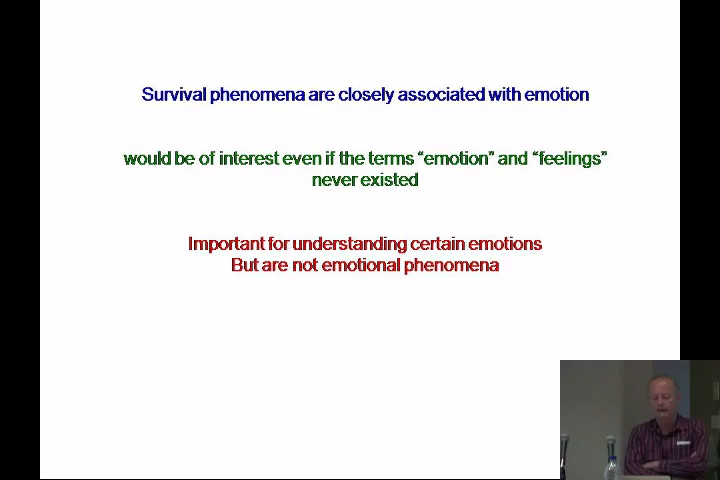 Survival phenomena are closely associated with emotion
would be of interest even if the terms “emotion” and “feelings”
never existed
Important for understanding certain emotions
But are not emotional phenomena